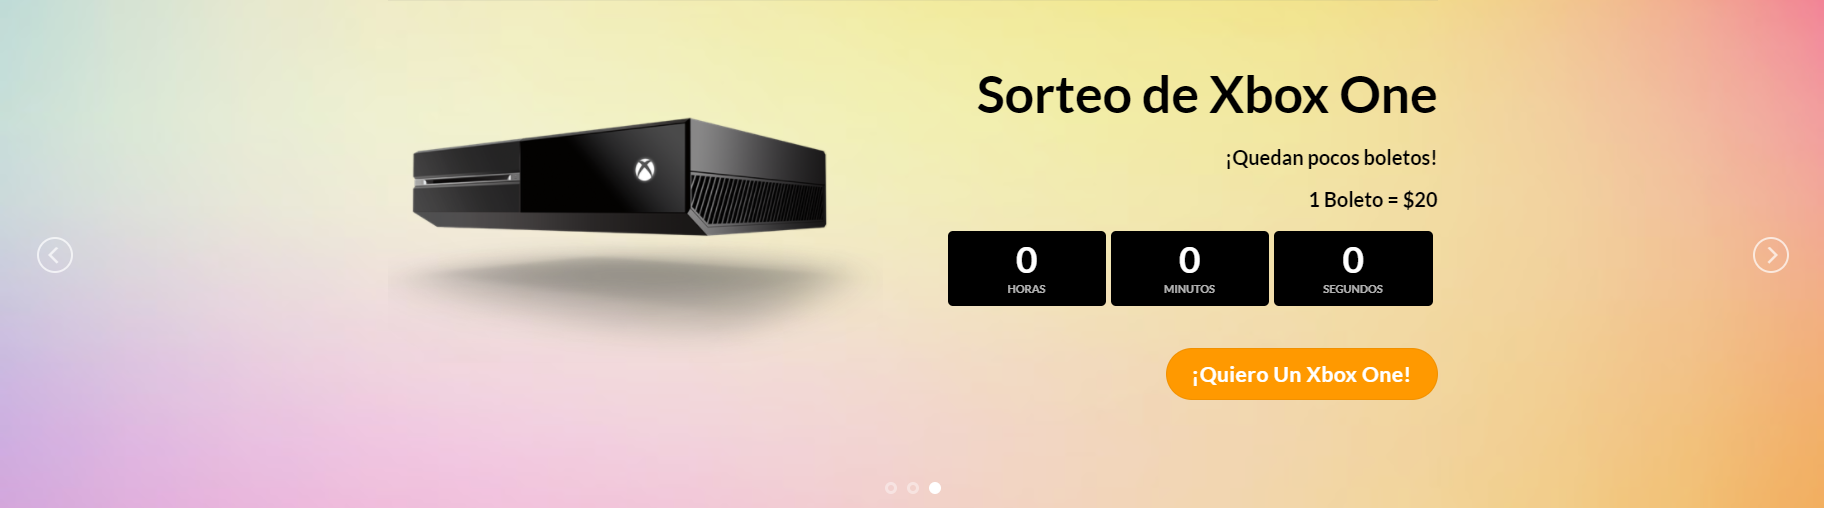 Sorteo de Xbox One
¡Quedan pocos boletos!
1 Boleto = $20
0 0 0
HORAS MINUTOS SEGUNDOS
¡Quiero Un Xbox One!